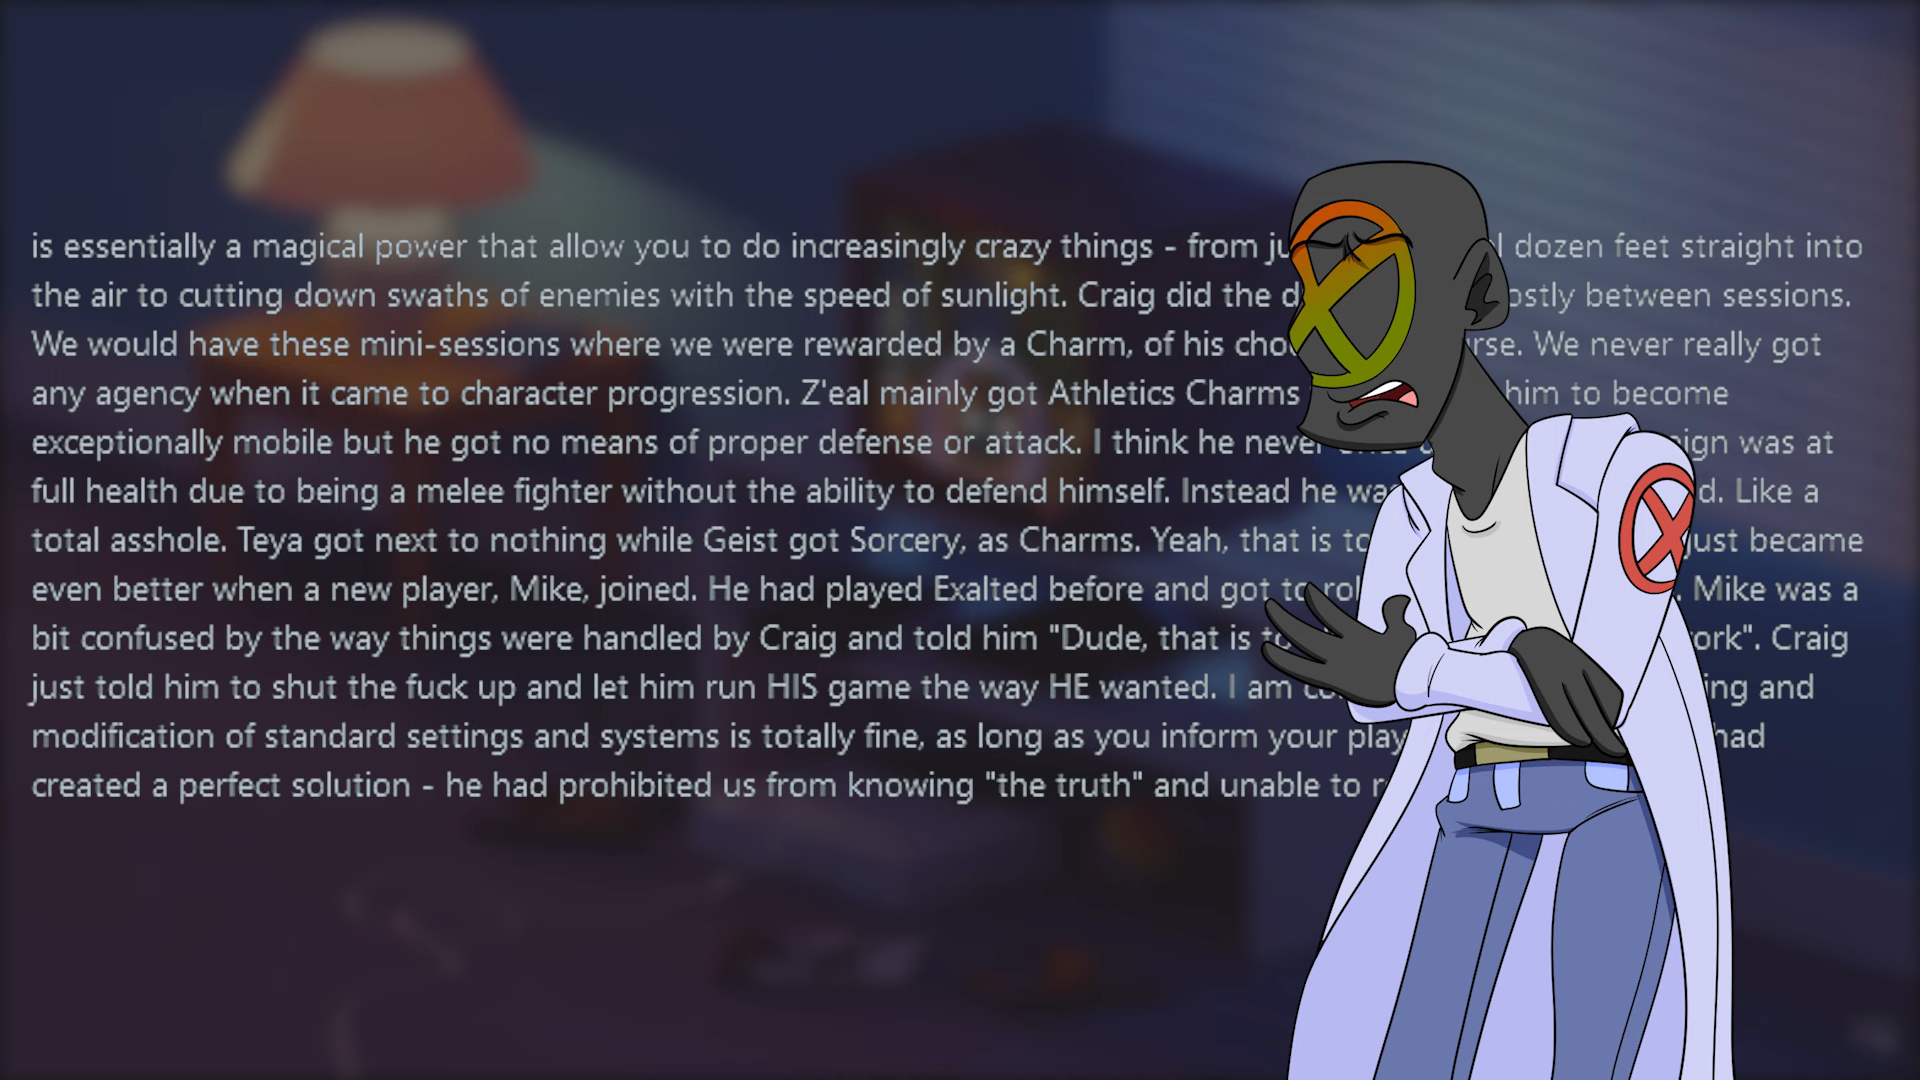 is essentially a magical power that allow you to do increasingly crazy things - from ju l dozen feet straight into
the air to cutting down swaths of enemies with the speed of sunlight. Craig did the d ostly between sessions.
We would have these mini-sessions where we were rewarded by a Charm, of his cho urse. We never really got
any agency when it came to character progression. Z'eal mainly got Athletics Charms him to become
exceptionally mobile but he got no means of proper defense or attack. I think he never aign was at
full health due to being a melee fighter without the ability to defend himself. Instead he was d. Like a
total asshole. Teya got next to nothing while Geist got Sorcery, as Charms. Yeah, that is to just became
even better when a new player, Mike, joined. He had played Exalted before and got to rol . Mike was a
bit confused by the way things were handled by Craig and told him "Dude, that is to ork". Craig
just told him to shut the fuck up and let him run HIS game the way HE wanted. I am co ing and
modification of standard settings and systems is totally fine, as long as you inform your play had
created a perfect solution - he had prohibited us from knowing "the truth" and unable to r